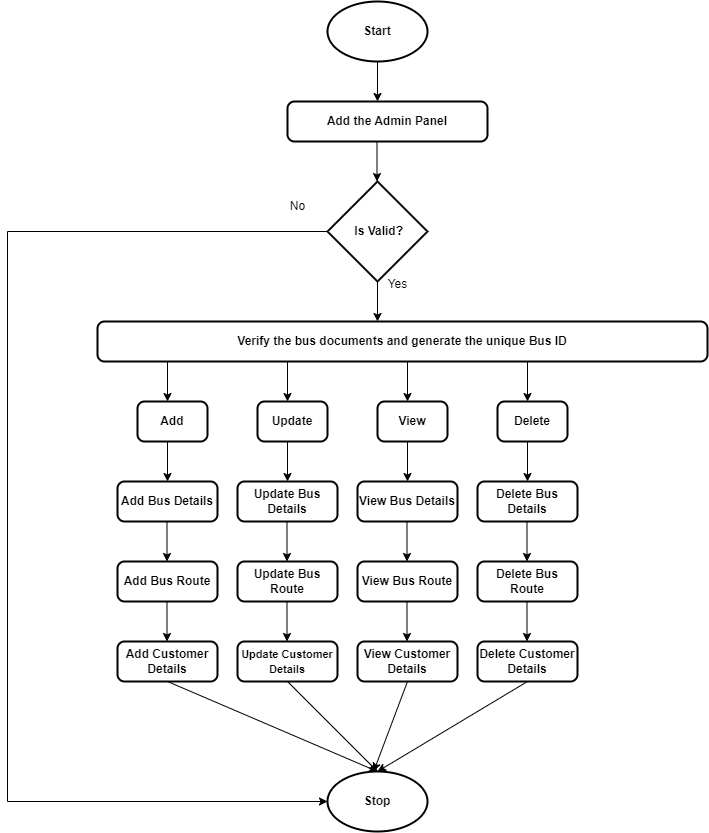 Start
Add the Admin Panel
No
Is Valid?
Yes
Verify the bus documents and generate the unique Bus ID
Add
Update
View
Delete
Add Bus Details
Update Bus
Details
View Bus Details
Delete Bus
Details
Add Bus Route
Update Bus
Route
View Bus Route
Delete Bus
Route
Add Customer
Details
Update Customer
Details
View Customer
Details
Delete Customer
Details
Stop